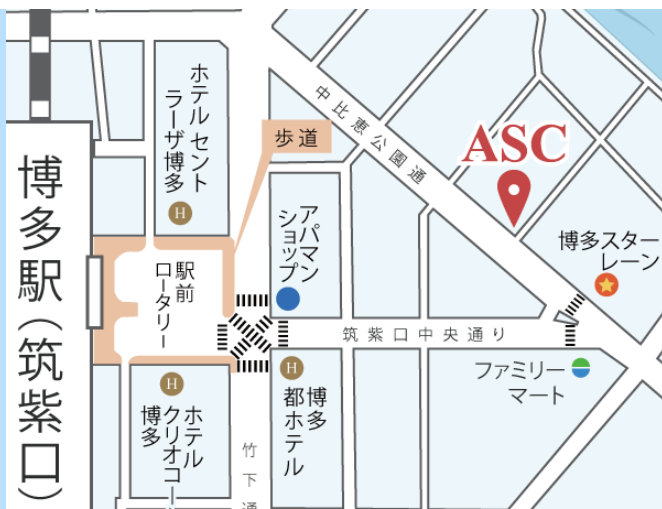 博多駅(筑紫口)
ホテルセント
ラーザ博多
H
歩道
中比恵公園通
ASC
アパマン
ショップ
博多スター
レーン
駅前
ロータリー
筑紫口中央通り
ファミリー
マート
H
ホテル
クリオコー
博多
H
博多
都ホテル
竹下通